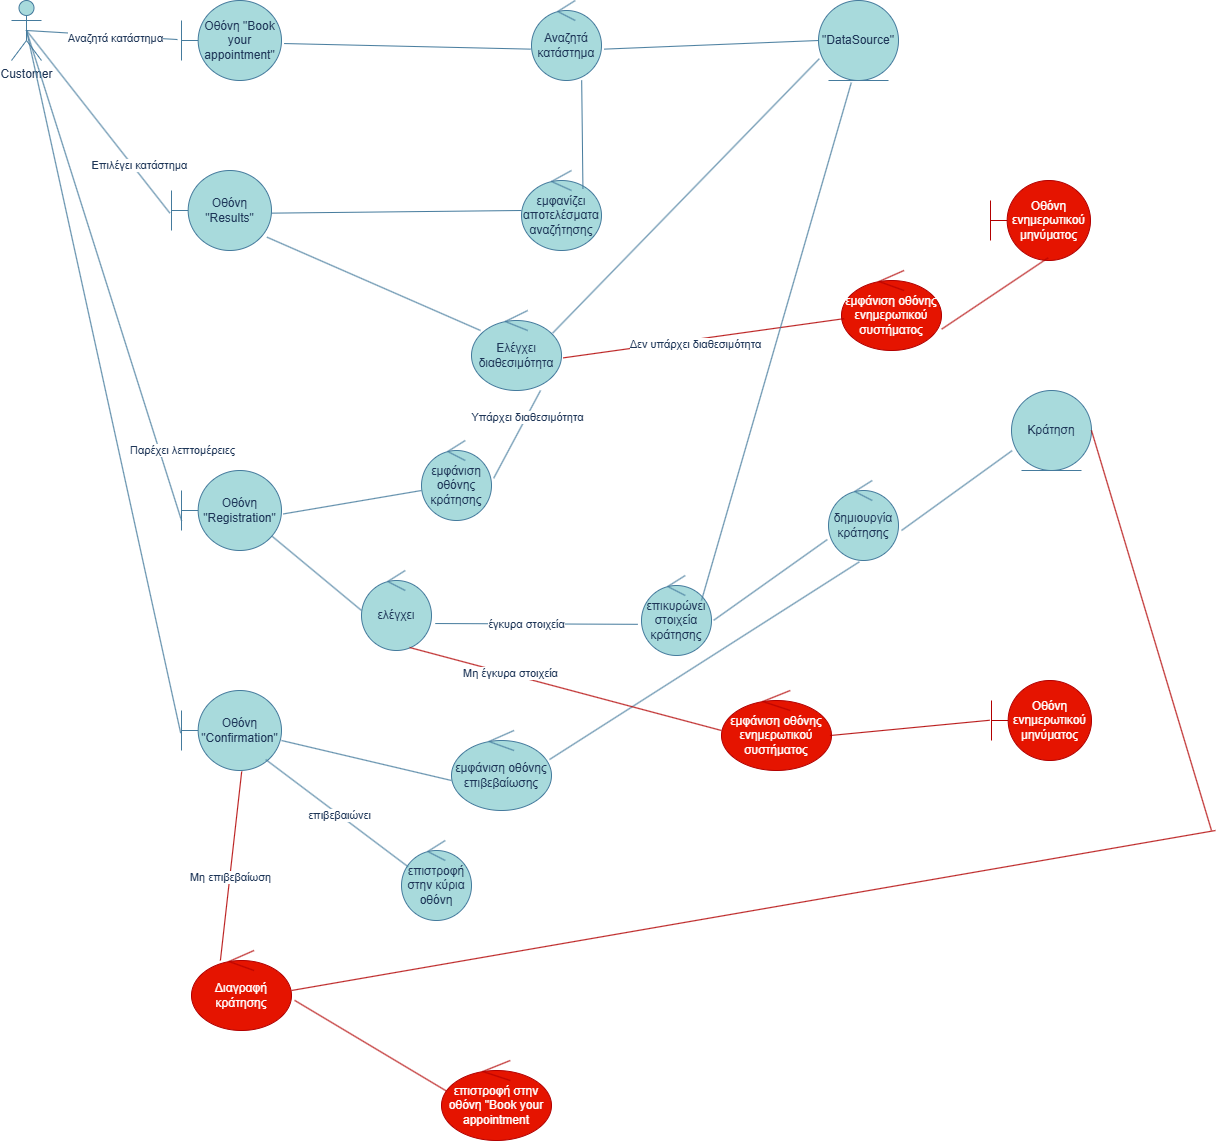 Customer
Αναζητά κατάστημα
Οθόνη "Book
your
appointment"
Αναζητά
κατάστημα
"DataSource"
Επιλέγει κατάστημα
Οθόνη
"Results"
εμφανίζει
αποτελέσματα
αναζήτησης
Οθόνη
ενημερωτικού
μηνύματος
εμφάνιση οθόνης
ενημερωτικού
συστήματος
Ελέγχει
διαθεσιμότητα
Δεν υπάρχει διαθεσιμότητα
Υπάρχει διαθεσιμότητα
Κράτηση
Παρέχει λεπτομέρειες
Οθόνη
"Registration"
εμφάνιση
οθόνης
κράτησης
δημιουργία
κράτησης
ελέγχει
έγκυρα στοιχεία
επικυρώνει
στοιχεία
κράτησης
Μη έγκυρα στοιχεία
Οθόνη
"Confirmation"
εμφάνιση οθόνης
επιβεβαίωσης
εμφάνιση οθόνης
ενημερωτικού
συστήματος
Οθόνη
ενημερωτικού
μηνύματος
επιβεβαιώνει
επιστροφή
στην κύρια
οθόνη
Μη επιβεβαίωση
Διαγραφή
κράτησης
επιστροφή στην
οθόνη "Book your
appointment